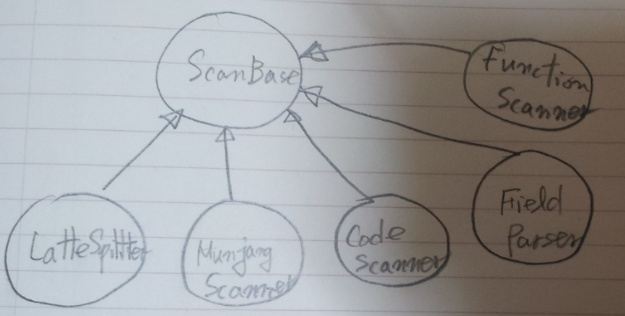 ScanBase
Function
Scanner
Field
Parser
LatteSplitter
Munjang
Scanner
Code
Scanner